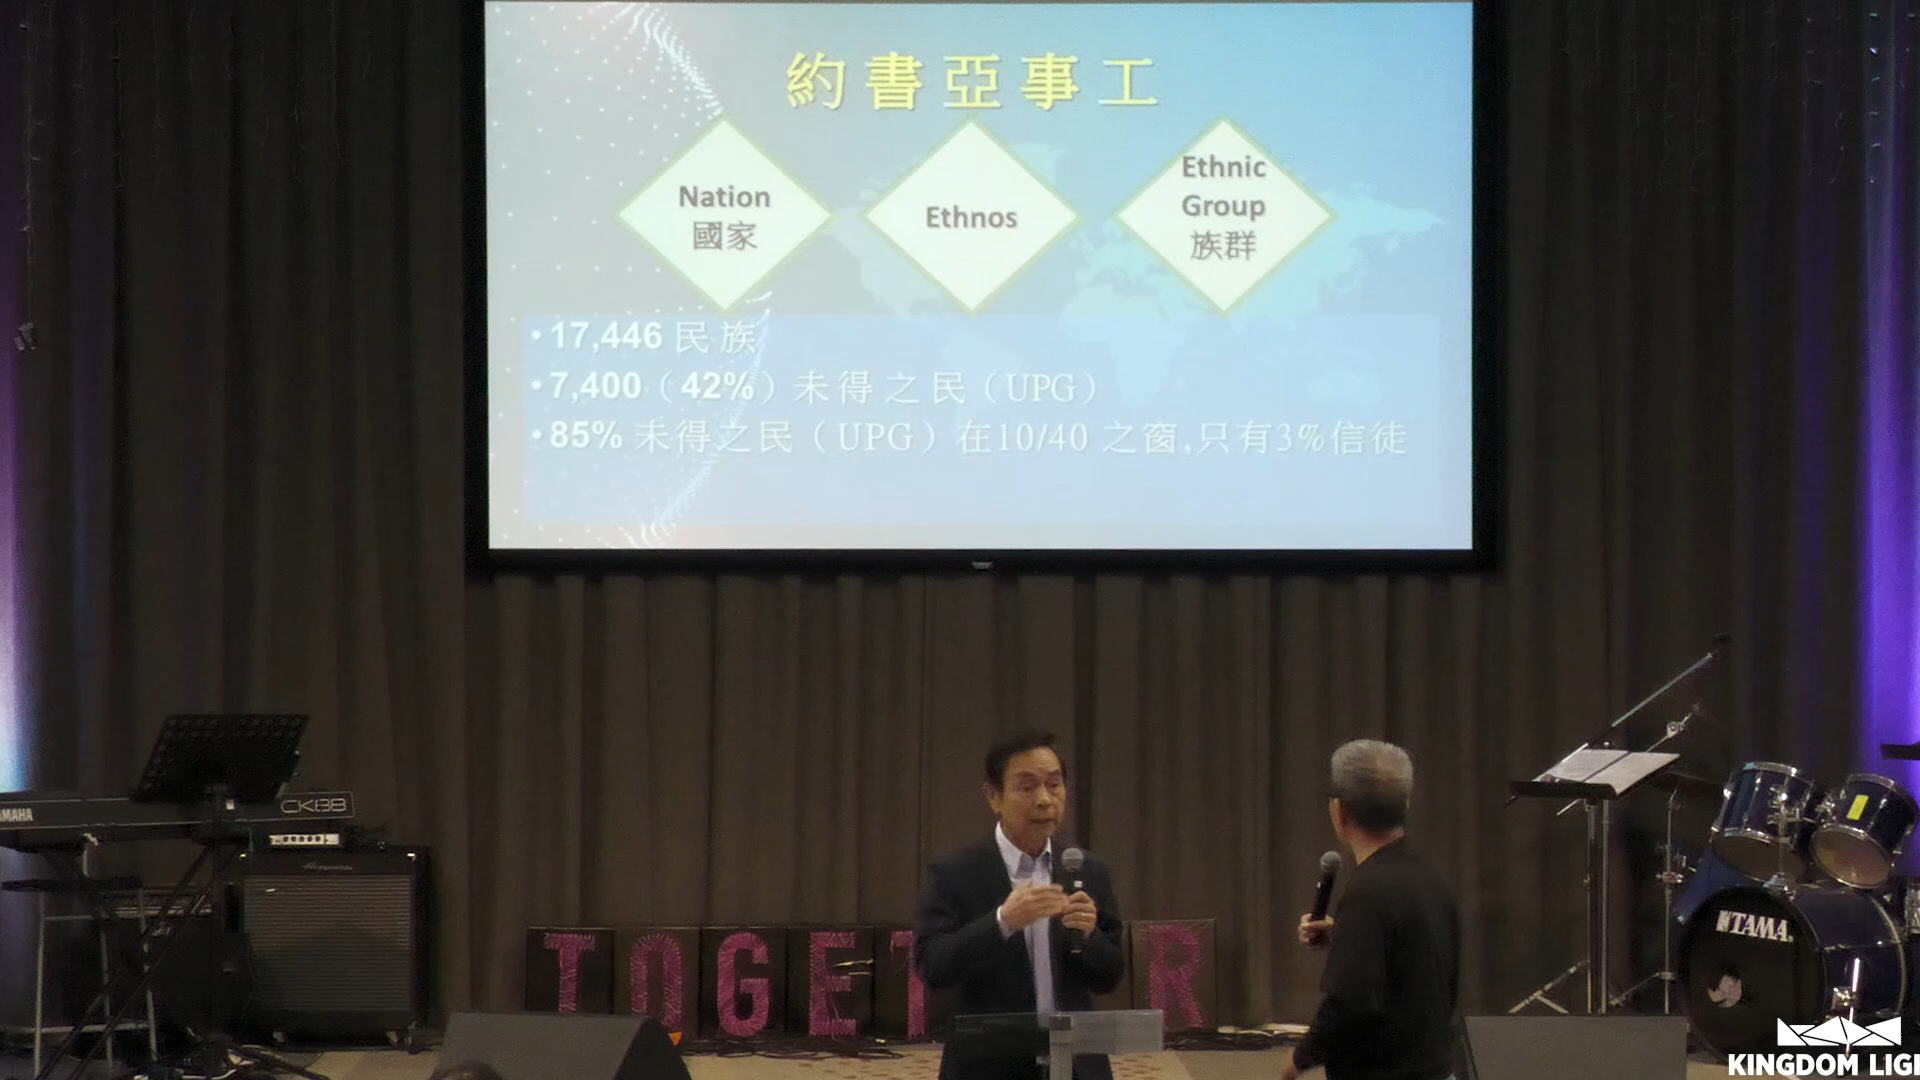 約書亞事工
Nation
國家
Ethnos
Ethnic
Group
族群
• 17,446 民族
• 7,400（42%）未得之民（UPG）
• 85% 未得之民（UPG）在10/40 之窗,只有3%信徒
YAMAHA
CK88
Ampeg
TOGET
R
TAMA
KINGDOM LIGH